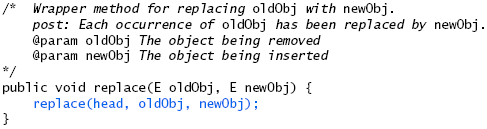 /* Wrapper method for replacing oldObj with newObj.
post: Each occurrence of oldObj has been replaced by newObj.
@param oldObj The object being removed
@param newObj The object being inserted
*/
public void replace(E oldObj, E newObj) {
replace(head, oldObj, newObj);
}